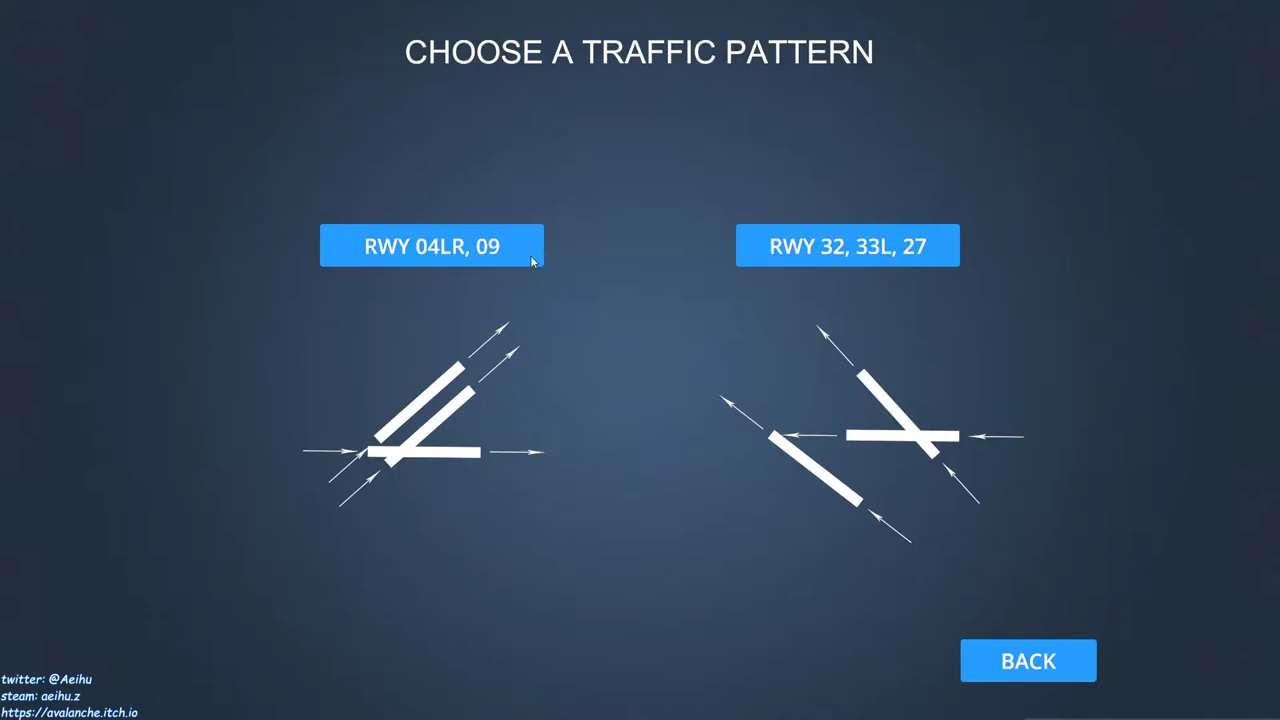 CHOOSE A TRAFFIC PATTERN
RWY 04LR, 09
RWY 32, 33L, 27
BACK
twitter: @Aeihu
steam: aeihu.z
https://avalanche.itch.io